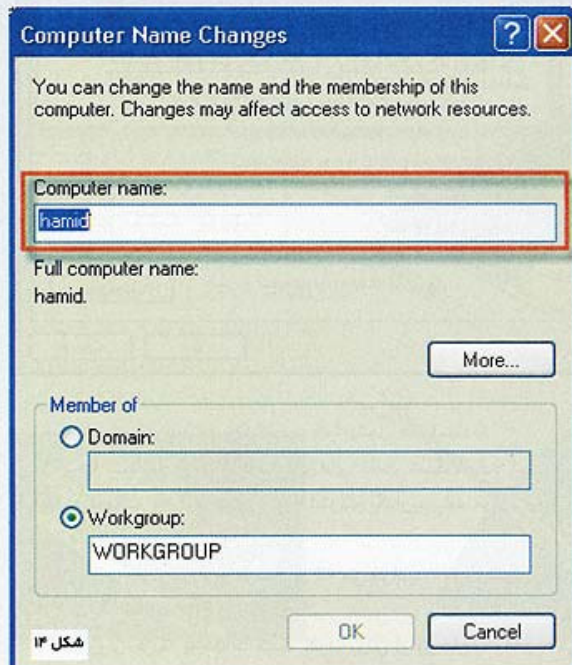 Computer Name Changes
You can change the name and the membership of this
computer. Changes may affect access to network resources.
Computer name:
hamid
Full computer name:
hamid.
More...
Member of
Domain:
Workgroup:
WORKGROUP
OK
Cancel
شکل ۱۴